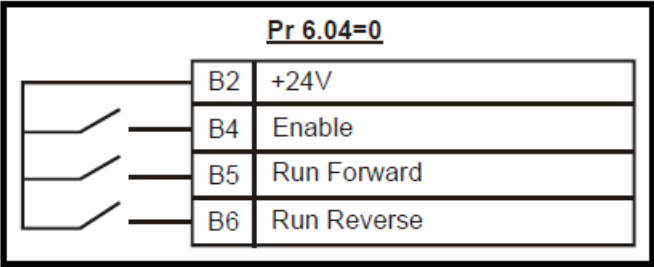 Pr 6.04=0
B2 +24V
B4 Enable
B5 Run Forward
B6 Run Reverse